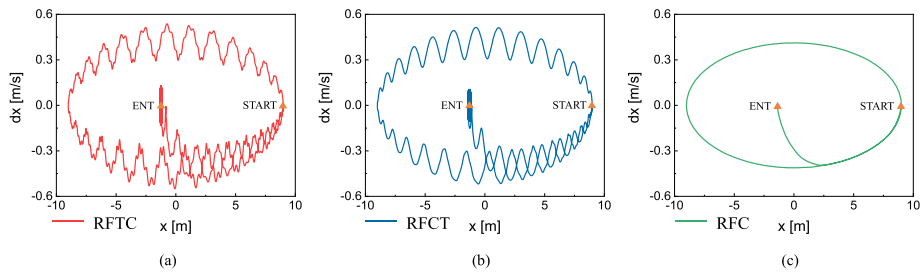 0.6
0.3
0.0
-0.3
-0.6
dx [m/s]
ENT
START
-10
-5
0
5
10
RFTC
x [m]
(a)
0.6
0.3
0.0
-0.3
-0.6
dx [m/s]
ENT
START
-10
-5
0
5
10
RFCT
x [m]
(b)
0.6
0.3
0.0
-0.3
-0.6
dx [m/s]
ENT
START
-10
-5
0
5
10
RFC
x [m]
(c)